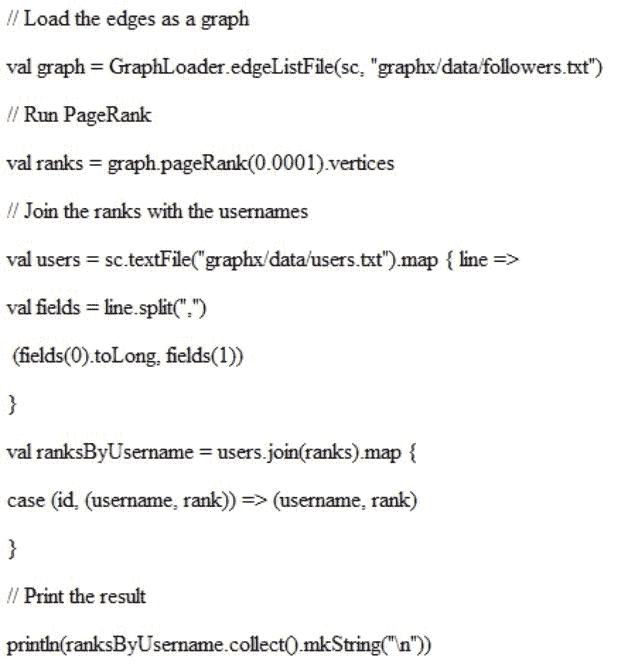 // Load the edges as a graph
val graph = GraphLoader.edgeListFile(sc, "graphx/data/followers.txt")
// Run PageRank
val ranks = graph.pageRank(0.0001).vertices
// Join the ranks with the usernames
val users = sc.textFile("graphx/data/users.txt").map { line =>
val fields = line.split(",")
(fields(0).toLong, fields(1))
}
val ranksByUsername = users.join(ranks).map {
case (id, (username, rank)) => (username, rank)
}
// Print the result
println(ranksByUsername.collect().mkString("\n"))